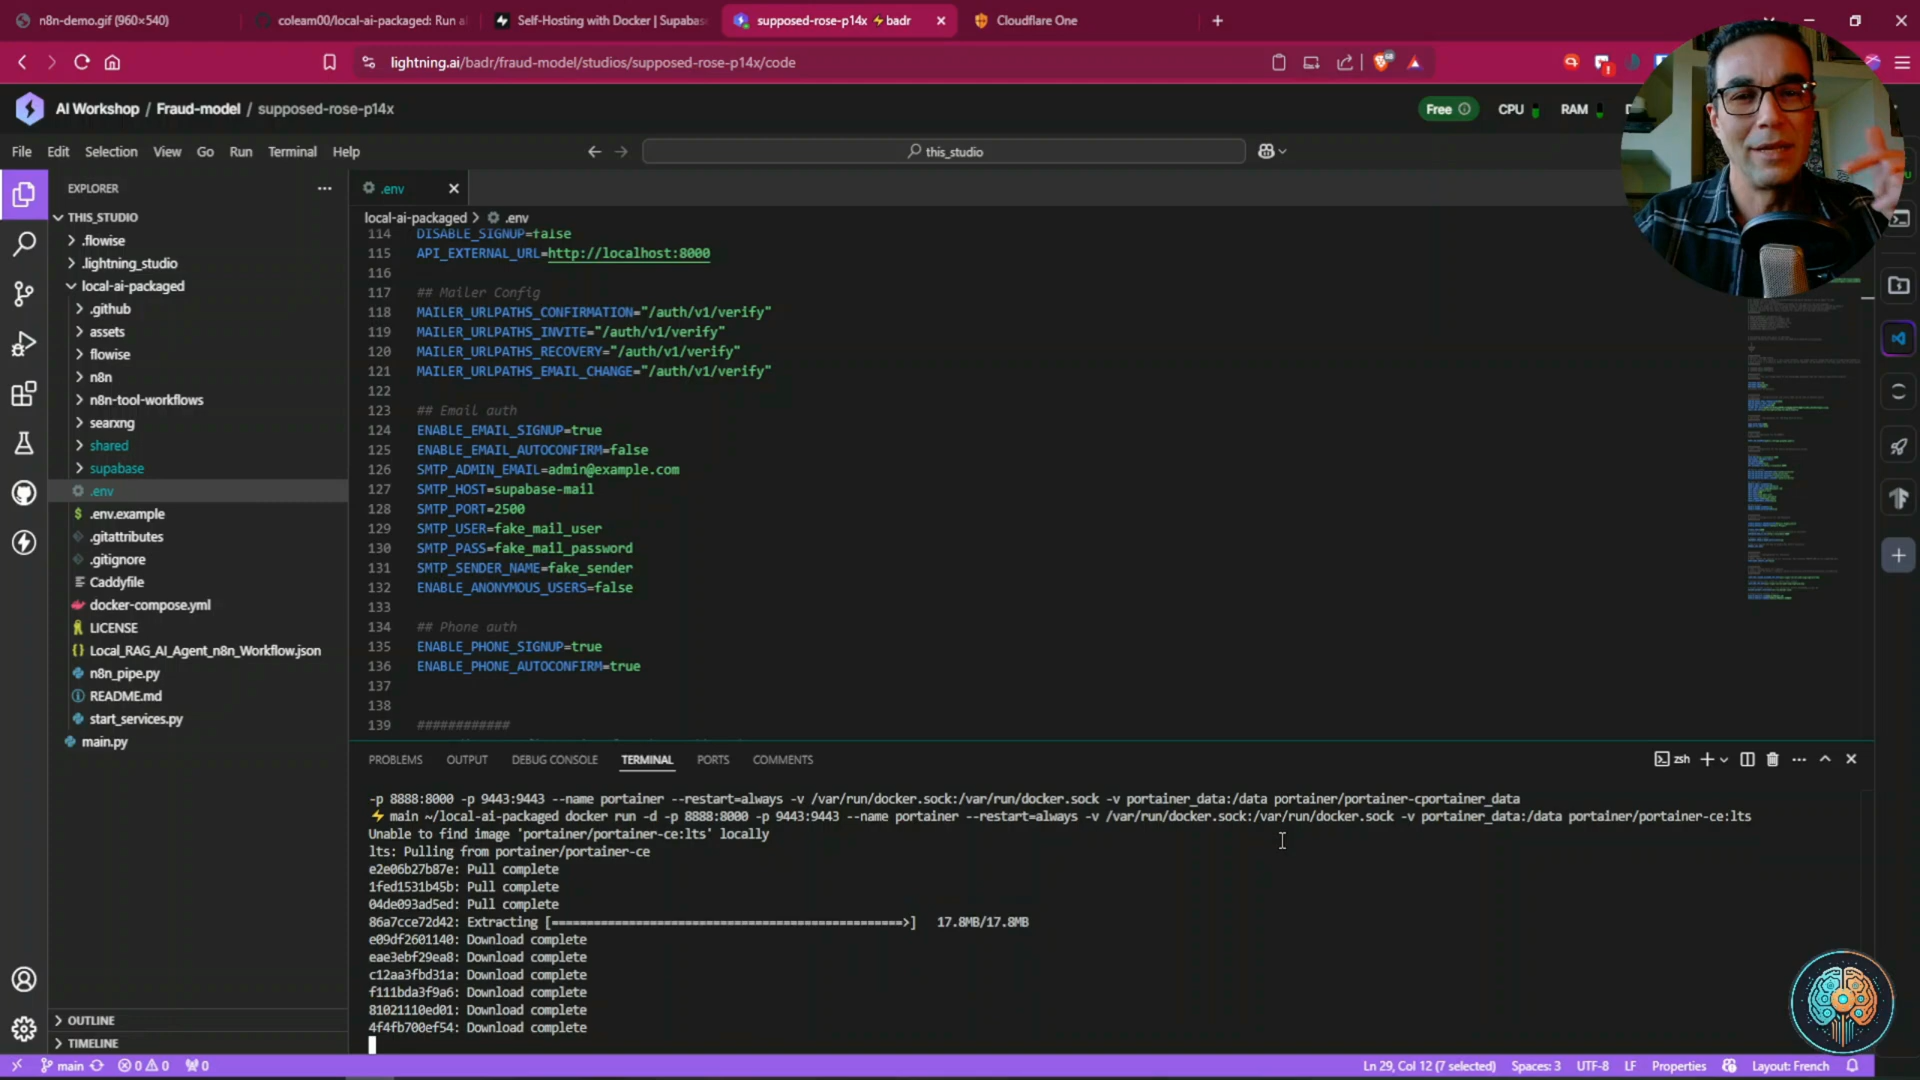 n8n-demo.gif (960×540)
coleam00/local-ai-packaged: Run a
Self-Hosting with Docker | Supabas
supposed-rose-p14x ⚡ badr
Cloudflare One
lightning.ai/badr/fraud-model/studios/supposed-rose-p14x/code
AI Workshop / Fraud-model / supposed-rose-p14x
Free
CPU
RAM
File Edit Selection View Go Run Terminal Help
this_studio
EXPLORER
.env
THIS_STUDIO
.flowise
.lightning_studio
local-ai-packaged
.github
assets
flowise
n8n
n8n-tool-workflows
searxng
shared
supabase
.env
.env.example
.gitattributes
.gitignore
Caddyfile
docker-compose.yml
LICENSE
Local_RAG_AI_Agent_n8n_Workflow.json
n8n_pipe.py
README.md
start_services.py
main.py
OUTLINE
TIMELINE
local-ai-packaged > .env
114 DISABLE_SIGNUP=false
115 API_EXTERNAL_URL=http://localhost:8000
116
117 ## Mailer Config
118 MAILER_URLPATHS_CONFIRMATION="/auth/v1/verify"
119 MAILER_URLPATHS_INVITE="/auth/v1/verify"
120 MAILER_URLPATHS_RECOVERY="/auth/v1/verify"
121 MAILER_URLPATHS_EMAIL_CHANGE="/auth/v1/verify"
122
123 ## Email auth
124 ENABLE_EMAIL_SIGNUP=true
125 ENABLE_EMAIL_AUTOCONFIRM=false
126 SMTP_ADMIN_EMAIL=admin@example.com
127 SMTP_HOST=supabase-mail
128 SMTP_PORT=2500
129 SMTP_USER=fake_mail_user
130 SMTP_PASS=fake_mail_password
131 SMTP_SENDER_NAME=fake_sender
132 ENABLE_ANONYMOUS_USERS=false
133
134 ## Phone auth
135 ENABLE_PHONE_SIGNUP=true
136 ENABLE_PHONE_AUTOCONFIRM=true
137
138
139 ############
PROBLEMS OUTPUT DEBUG CONSOLE TERMINAL PORTS COMMENTS
zsh
-p 8888:8000 -p 9443:9443 --name portainer --restart=always -v /var/run/docker.sock:/var/run/docker.sock -v portainer_data:/data portainer/portainer-cportainer_data
⚡ main ~/local-ai-packaged docker run -d -p 8888:8000 -p 9443:9443 --name portainer --restart=always -v /var/run/docker.sock:/var/run/docker.sock -v portainer_data:/data portainer/portainer-ce:lts
Unable to find image 'portainer/portainer-ce:lts' locally
lts: Pulling from portainer/portainer-ce
e2e06b27b87e: Pull complete
1fed1531b45b: Pull complete
04de093ad5ed: Pull complete
86a7cce72d42: Extracting [==================================================>] 17.8MB/17.8MB
e09df2601140: Download complete
eae3ebf29ea8: Download complete
c12aa3fbd31a: Download complete
f111bda3f9a6: Download complete
81021110ed01: Download complete
4f4fb700ef54: Download complete
main
0 0
0
Ln 29, Col 12 (7 selected)
Spaces: 3
UTF-8
LF
Properties
Layout: French